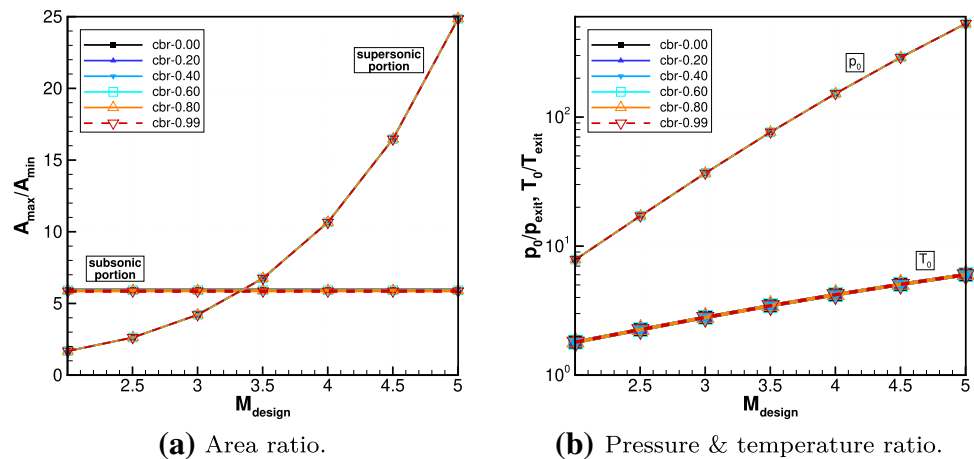 25
20
15
10
5
0
A_max/A_min
cbr-0.00
cbr-0.20
cbr-0.40
cbr-0.60
cbr-0.80
cbr-0.99
supersonic
portion
subsonic
portion
2.5 3 3.5 4 4.5 5
M_design
(a) Area ratio.
10^2
10^1
10^0
p_0/p_exit, T_0/T_exit
cbr-0.00
cbr-0.20
cbr-0.40
cbr-0.60
cbr-0.80
cbr-0.99
p_0
T_0
2.5 3 3.5 4 4.5 5
M_design
(b) Pressure & temperature ratio.